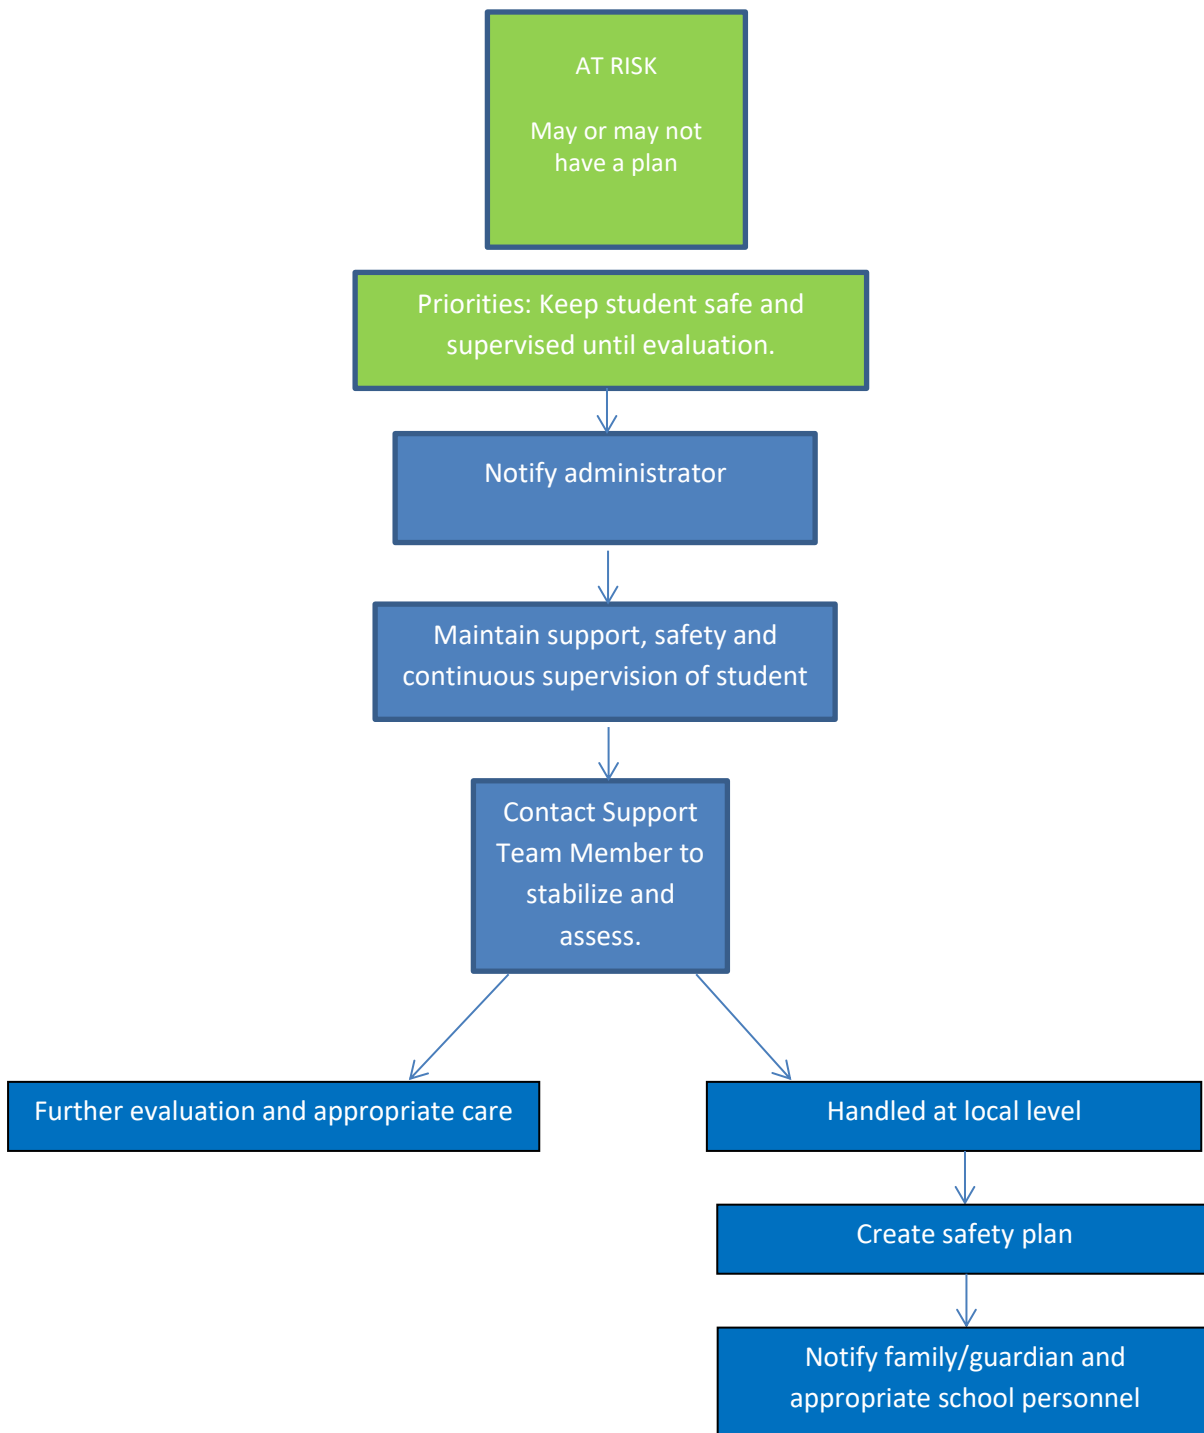 AT RISK
May or may not
have a plan
Priorities: Keep student safe and
supervised until evaluation.
Notify administrator
Maintain support, safety and
continuous supervision of student
Contact Support
Team Member to
stabilize and
assess.
Further evaluation and appropriate care
Handled at local level
Create safety plan
Notify family/guardian and
appropriate school personnel